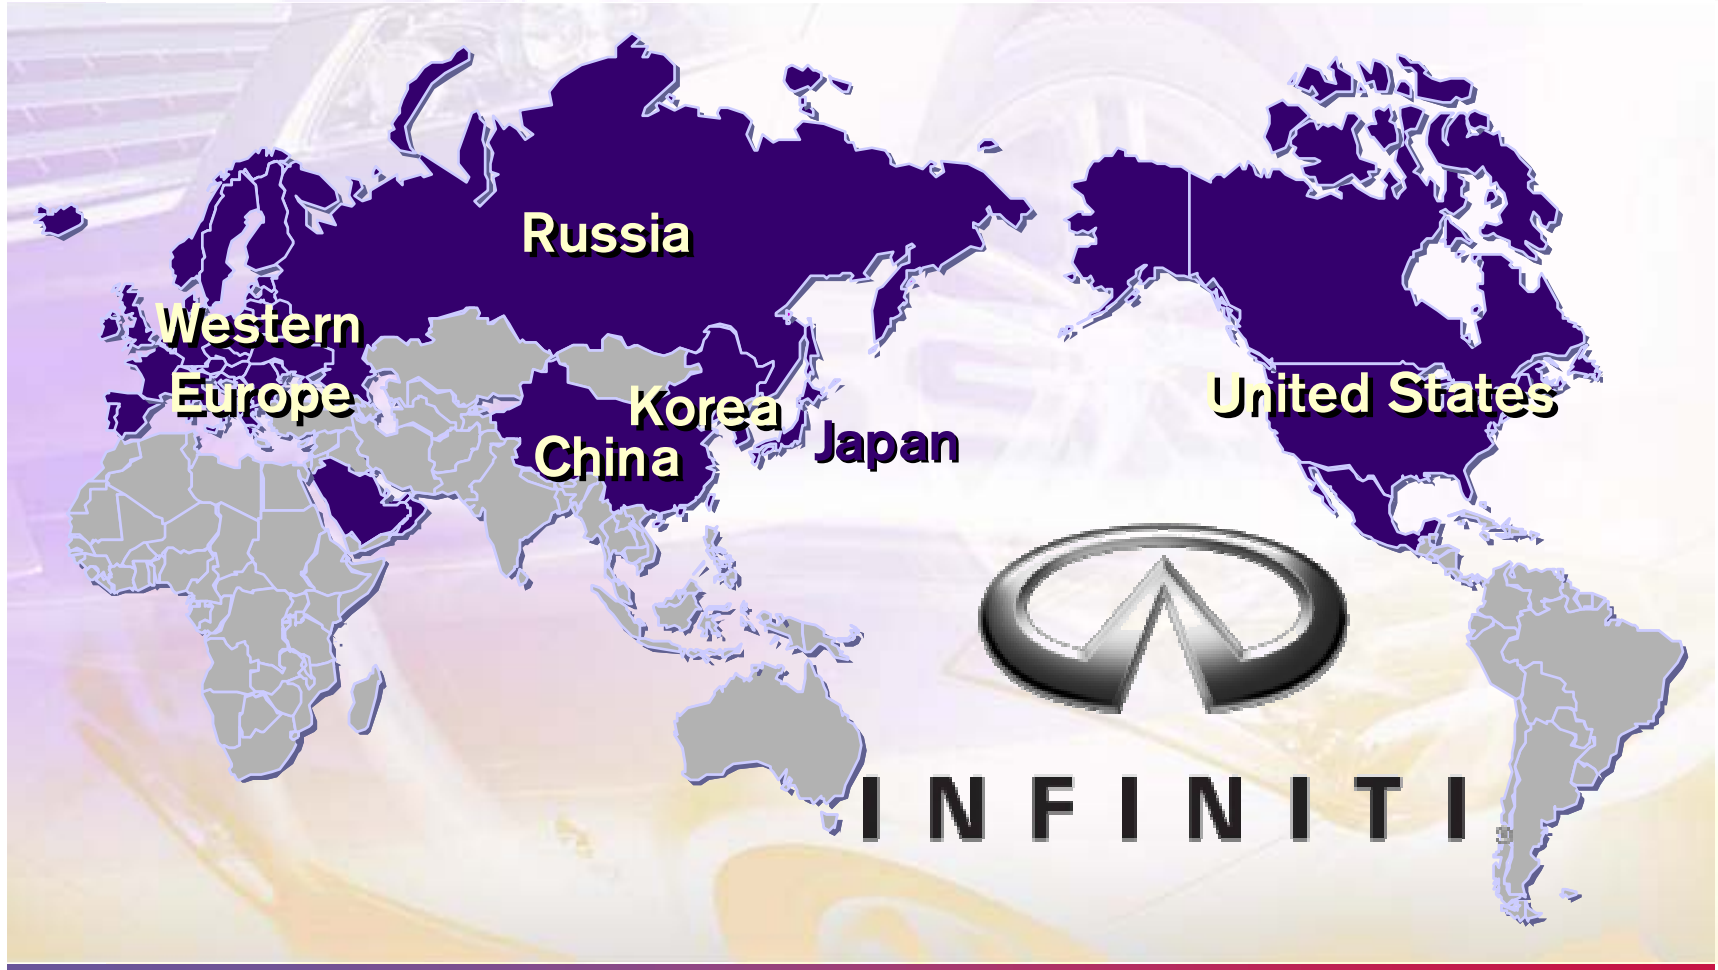 Russia
Western
Europe
Korea
China
Japan
United States
INFINITI